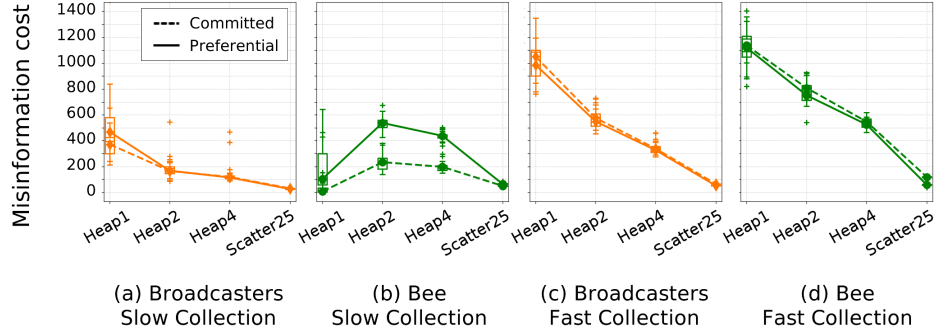 Misinformation cost
1400
1200
1000
800
600
400
200
0
Committed
Preferential
Heap1 Heap2 Heap4 Scatter25
Heap1 Heap2 Heap4 Scatter25
Heap1 Heap2 Heap4 Scatter25
Heap1 Heap2 Heap4 Scatter25
(a) Broadcasters
Slow Collection
(b) Bee
Slow Collection
(c) Broadcasters
Fast Collection
(d) Bee
Fast Collection